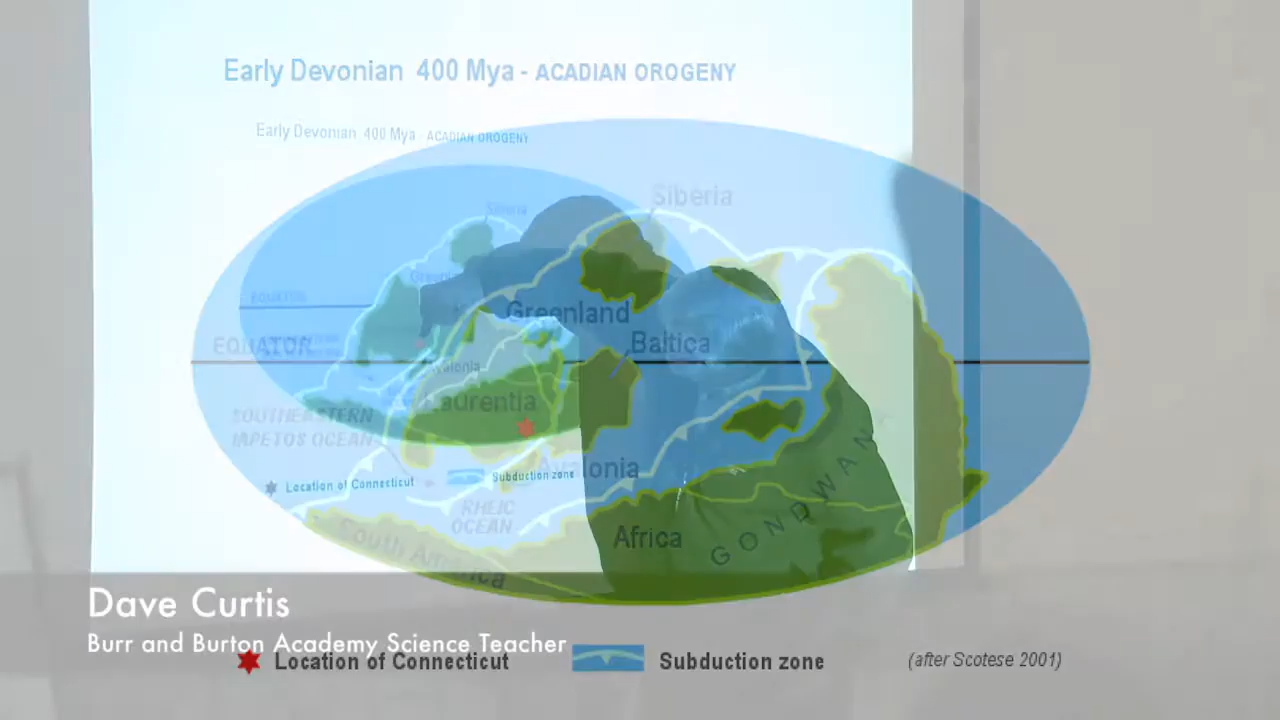 Early Devonian 400 Mya - ACADIAN OROGENY
Early Devonian 400 Mya - ACADIAN OROGENY
Siberia
Siberia
Greenland
EQUATOR
Greenland
Baltica
EQUATOR
Avalonia
Laurentia
SOUTHEASTERN
IAPETOS OCEAN
Avalonia
Location of Connecticut
Subduction zone
RHEIC
OCEAN
GONDWAN
Africa
South America
Dave Curtis
Burr and Burton Academy Science Teacher
Location of Connecticut
Subduction zone
(after Scotese 2001)